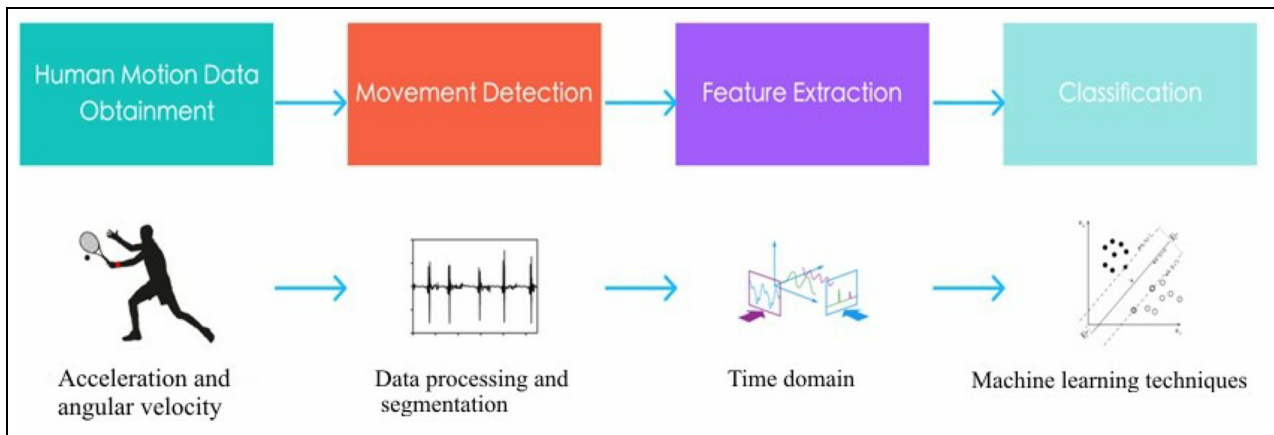 Human Motion Data
Obtainment
Movement Detection
Feature Extraction
Classification
Acceleration and
angular velocity
Data processing and
segmentation
Time domain
Machine learning techniques